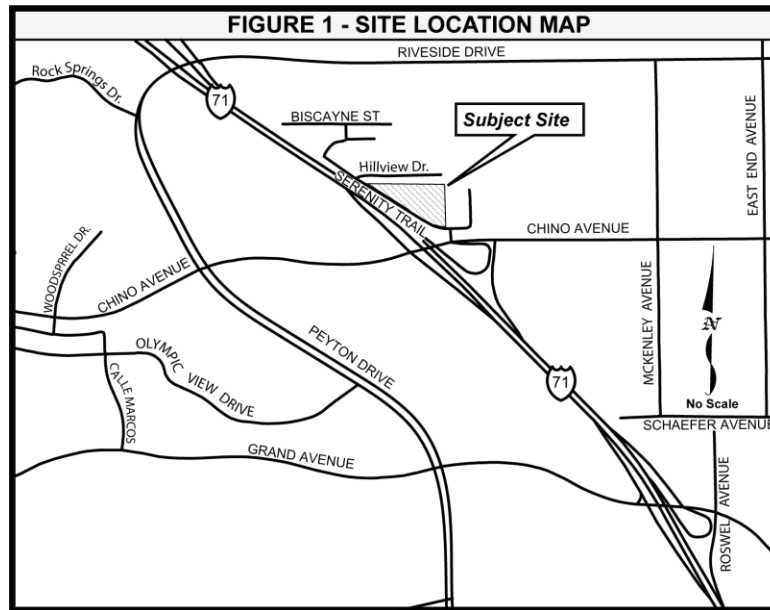 FIGURE 1 - SITE LOCATION MAP
RIVESIDE DRIVE
Rock Springs Dr.
71
BISCAYNE ST
Subject Site
Hillview Dr.
SERENITY TRAIL
EAST END AVENUE
CHINO AVENUE
WOODSPRREL DR.
CHINO AVENUE
MCKENLEY AVENUE
N
No Scale
OLYMPIC VIEW DRIVE
PEYTON DRIVE
71
CALLE MARCOS
SCHAEFER AVENUE
GRAND AVENUE
ROSWELL AVENUE